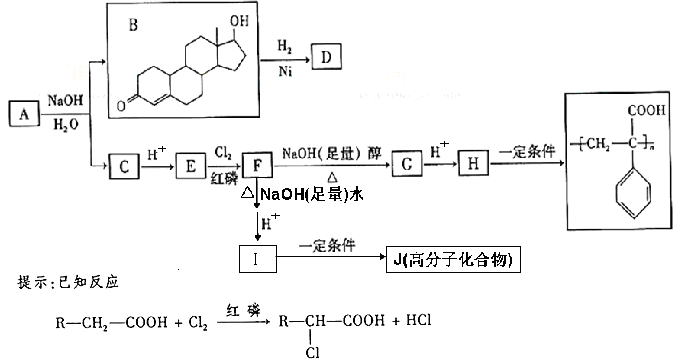 B
OH
O
H₂
Ni
D
A
NaOH
H₂O
COOH
—[CH₂—C—]ₙ
C
H⁺
E
Cl₂
红磷
F
NaOH(足量) 醇
△
G
H⁺
H
一定条件
△
NaOH(足量)水
H⁺
I
一定条件
J(高分子化合物)
提示:已知反应
R—CH₂—COOH + Cl₂ 红磷 R—CH—COOH + HCl
Cl